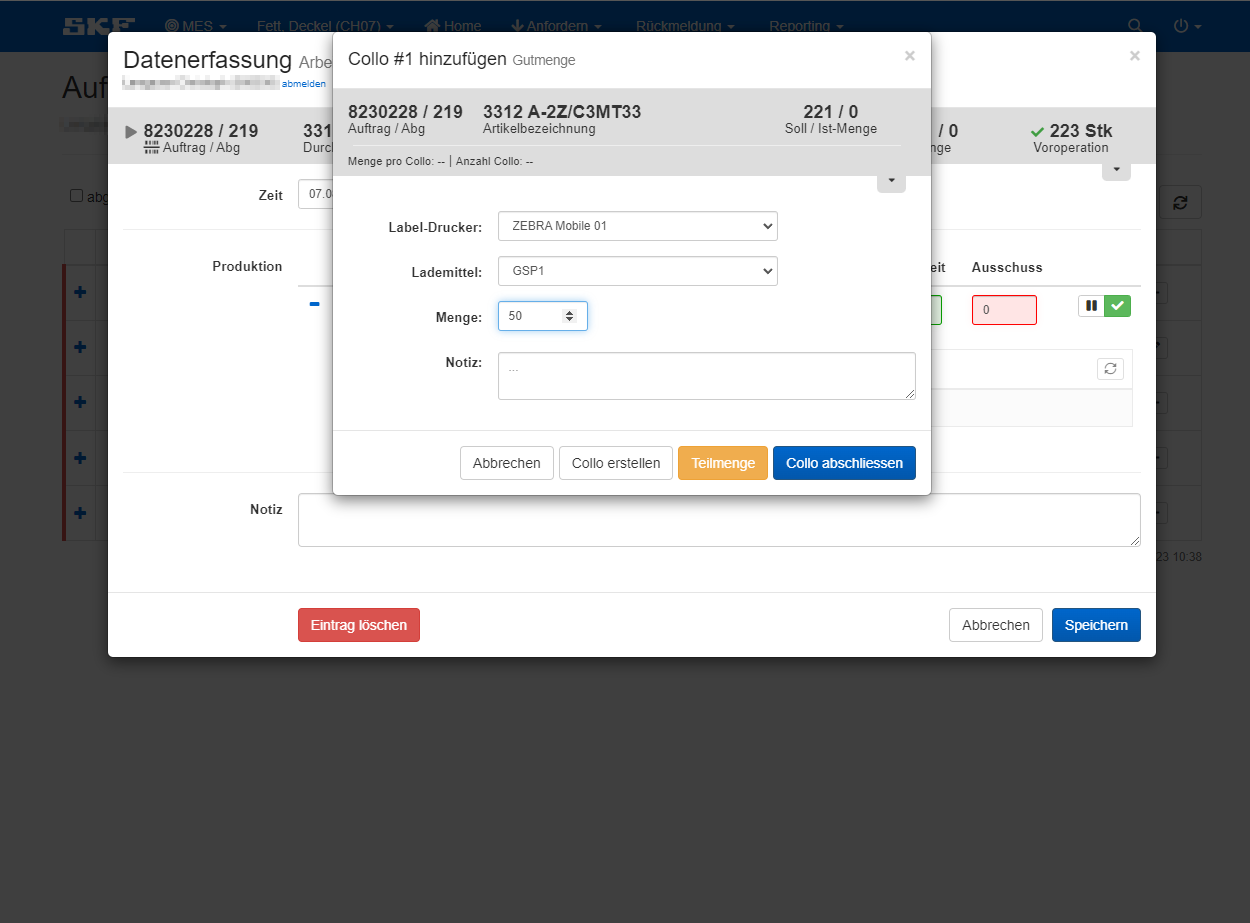 SKF MES Fett, Deckel (CH07) Home Anfordern Rückmeldung Reporting
Auf
Datenerfassung Arbe
abmelden
Collo #1 hinzufügen Gutmenge
8230228 / 219 3312 A-2Z/C3MT33 221 / 0
Auftrag / Abg Artikelbezeichnung Soll / Ist-Menge
Menge pro Collo: -- | Anzahl Collo: --
8230228 / 219 331 / 0 223 Stk
Auftrag / Abg Durc nge Voroperation
abg
Zeit 07.0
Label-Drucker: ZEBRA Mobile 01
Lademittel: GSP1
Menge: 50
Notiz: ...
Produktion eit Ausschuss
0
Abbrechen Collo erstellen Teilmenge Collo abschliessen
Notiz
23 10:38
Eintrag löschen Abbrechen Speichern